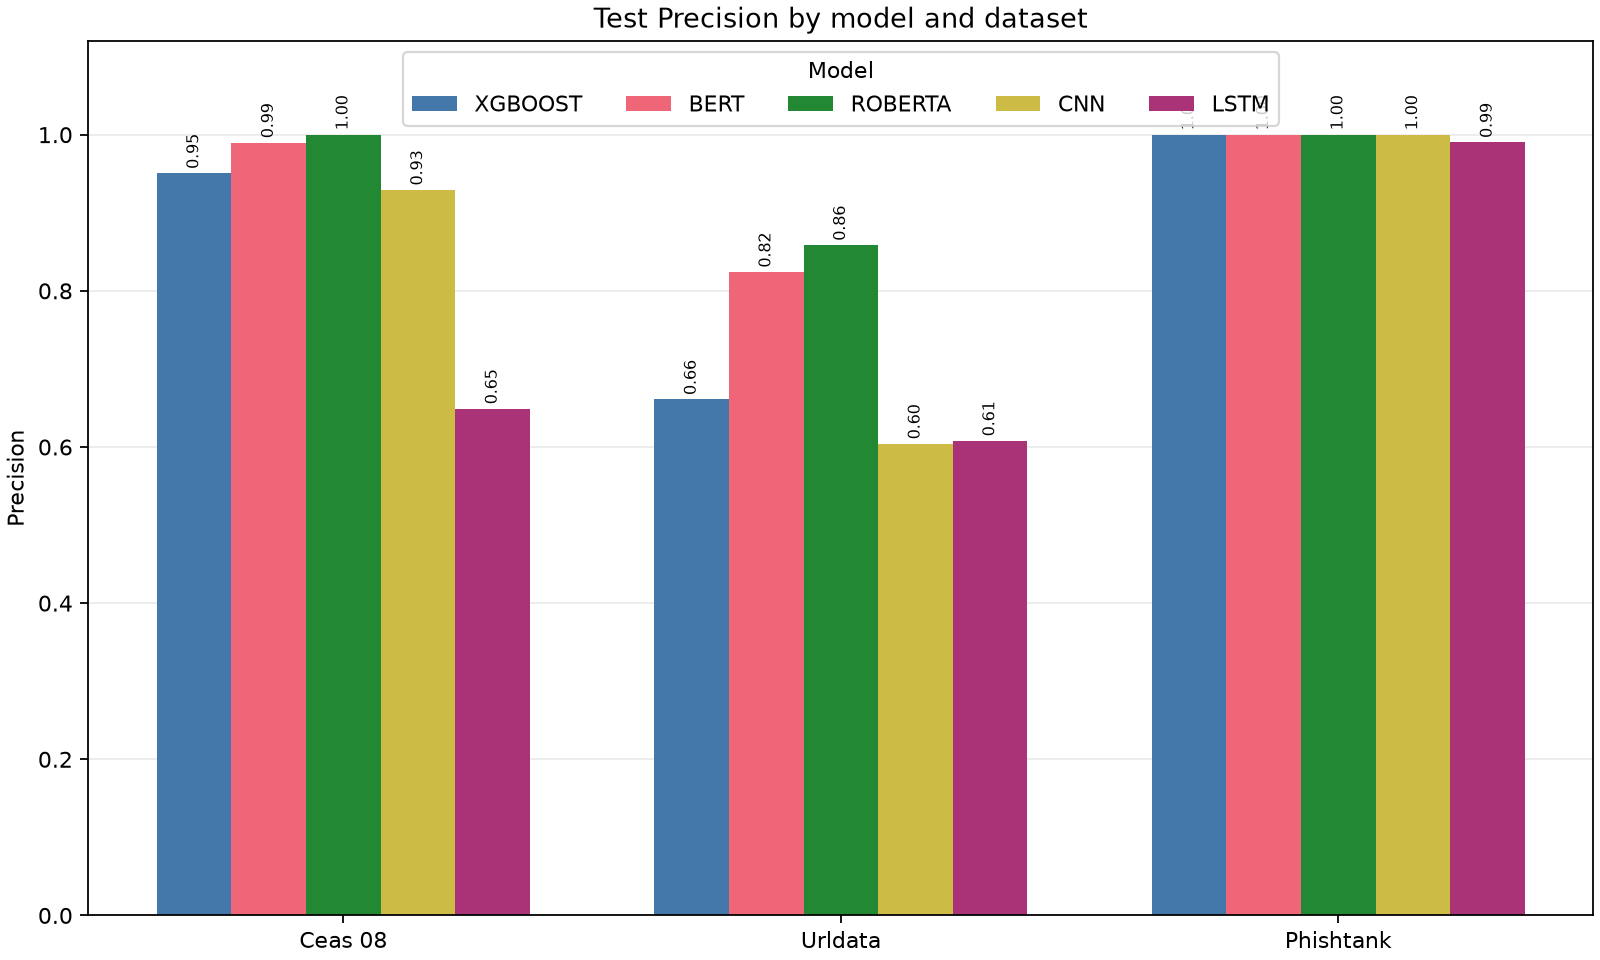 Test Precision by model and dataset
Model
XGBOOST BERT ROBERTA CNN LSTM
0.95 0.99 1.00 0.93 0.65
0.66 0.82 0.86 0.60 0.61
1.00 1.00 0.99
1.0
0.8
0.6
0.4
0.2
0.0
Precision
Ceas 08 Urldata Phishtank